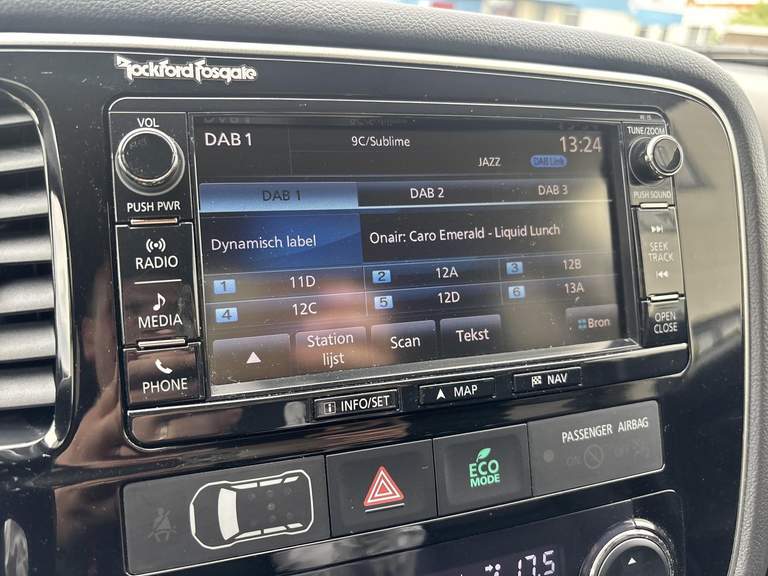 Rockford Fosgate
VOL
PUSH PWR
RADIO
MEDIA
PHONE
DAB 1
9C/Sublime
13:24
JAZZ
DAB Link
DAB 1 DAB 2 DAB 3
Dynamisch label
Onair: Caro Emerald - Liquid Lunch
1 11D 2 12A 3 12B
4 12C 5 12D 6 13A
Station
lijst
Scan
Tekst
Bron
TUNE/ZOOM
PUSH SOUND
SEEK
TRACK
OPEN
CLOSE
i INFO/SET
MAP
NAV
ECO
MODE
PASSENGER AIRBAG
ON OFF
17.5